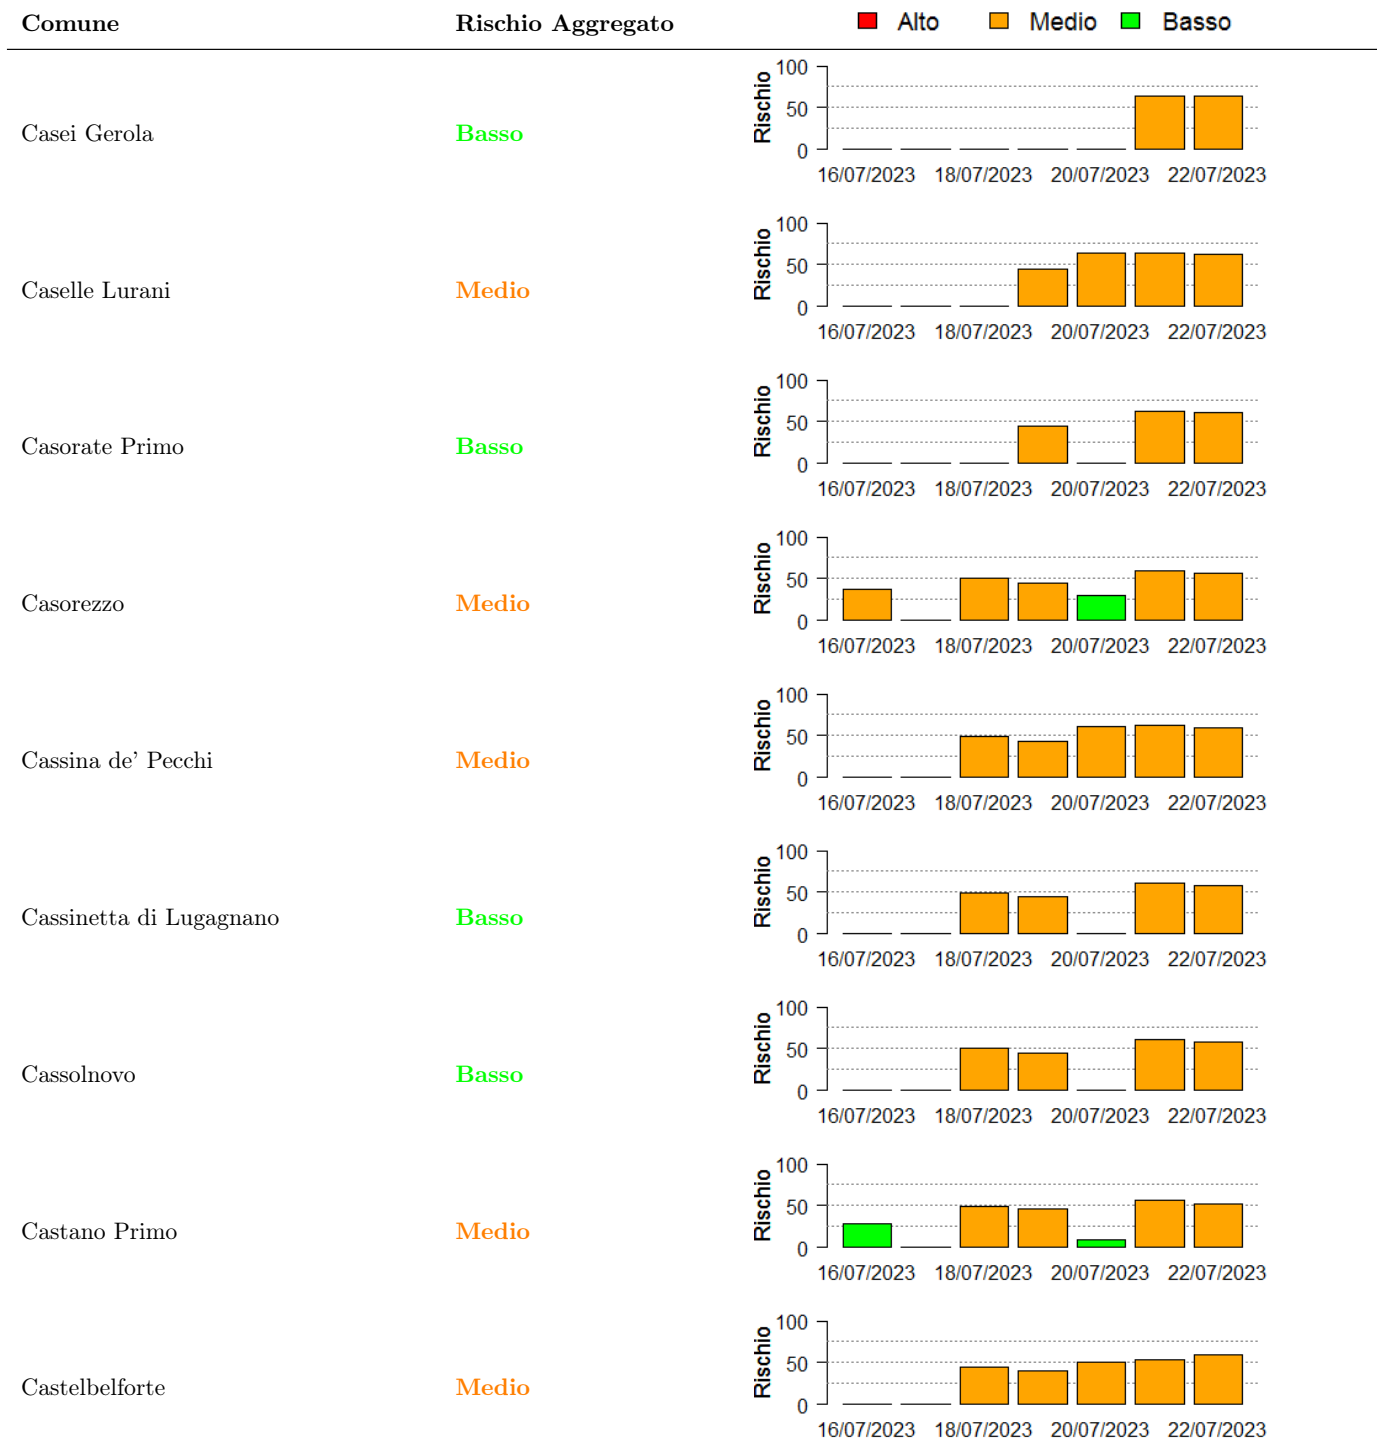 Comune Rischio Aggregato Alto Medio Basso
100
50
0
Rischio
Casei Gerola Basso
16/07/2023 18/07/2023 20/07/2023 22/07/2023
100
50
0
Rischio
Caselle Lurani Medio
16/07/2023 18/07/2023 20/07/2023 22/07/2023
100
50
0
Rischio
Casorate Primo Basso
16/07/2023 18/07/2023 20/07/2023 22/07/2023
100
50
0
Rischio
Casorezzo Medio
16/07/2023 18/07/2023 20/07/2023 22/07/2023
100
50
0
Rischio
Cassina de' Pecchi Medio
16/07/2023 18/07/2023 20/07/2023 22/07/2023
100
50
0
Rischio
Cassinetta di Lugagnano Basso
16/07/2023 18/07/2023 20/07/2023 22/07/2023
100
50
0
Rischio
Cassolnovo Basso
16/07/2023 18/07/2023 20/07/2023 22/07/2023
100
50
0
Rischio
Castano Primo Medio
16/07/2023 18/07/2023 20/07/2023 22/07/2023
100
50
0
Rischio
Castelbelforte Medio
16/07/2023 18/07/2023 20/07/2023 22/07/2023